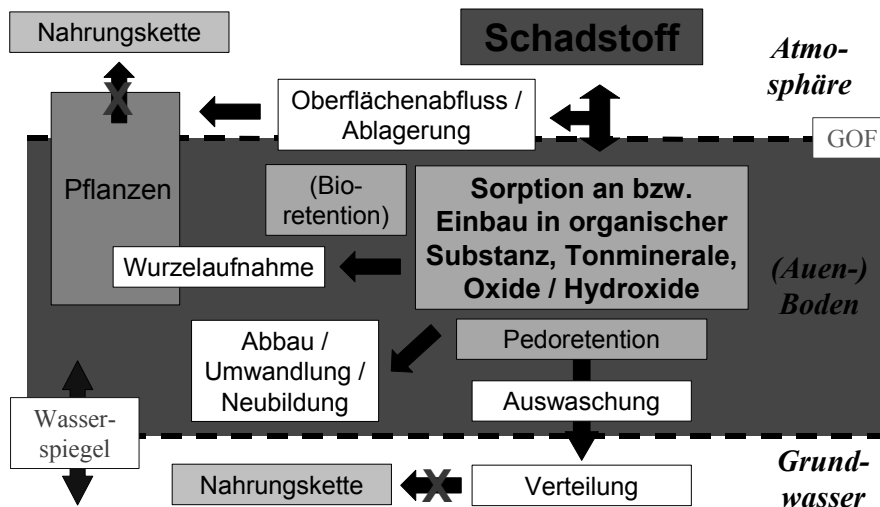 Nahrungskette
Schadstoff
Atmo-
sphäre
Oberflächenabfluss /
Ablagerung
GOF
Pflanzen
(Bio-
retention)
Sorption an bzw.
Einbau in organischer
Substanz, Tonminerale,
Oxide / Hydroxide
Wurzelaufnahme
(Auen-)
Boden
Abbau /
Umwandlung /
Neubildung
Pedoretention
Auswaschung
Wasser-
spiegel
Nahrungskette
Verteilung
Grund-
wasser